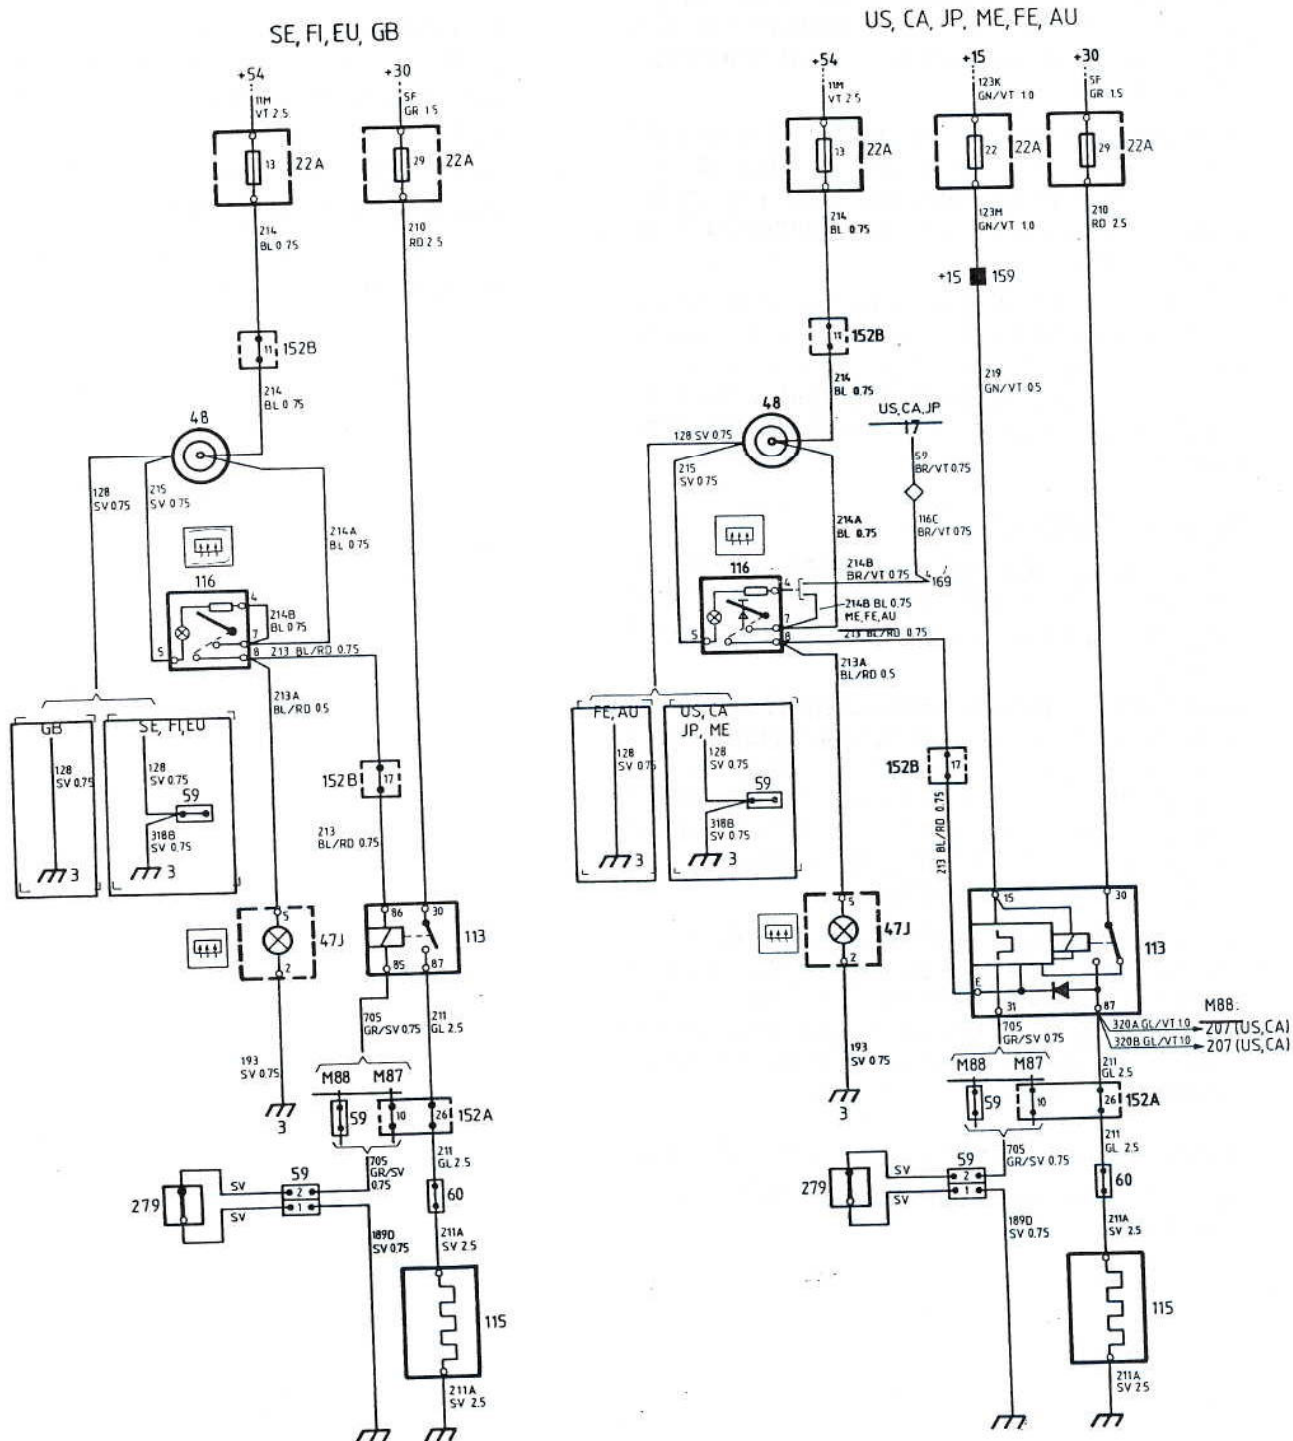 SE, FI, EU, GB
+54
+30
11M
VT 2.5
5F
GR 1.5
13
22A
29
22A
214
BL 0.75
210
RD 2.5
11
152B
214
BL 0.75
48
128
SV 0.75
215
SV 0.75
214A
BL 0.75
116
4
214B
BL 0.75
7
5
8
213 BL/RD 0.75
213A
BL/RD 0.5
GB
SE, FI, EU
128
SV 0.75
128
SV 0.75
59
318B
SV 0.75
3
3
152B
17
213
BL/RD 0.75
5
47J
2
86
30
113
85
87
705
GR/SV 0.75
211
GL 2.5
193
SV 0.75
3
M88
M87
59
10
26
152A
705
GR/SV
0.75
211
GL 2.5
279
SV
SV
59
2
1
60
189D
SV 0.75
211A
SV 2.5
115
211A
SV 2.5
US, CA, JP, ME, FE, AU
+54
+15
+30
11M
VT 2.5
123K
GN/VT 1.0
5F
GR 1.5
13
22A
22
22A
29
22A
214
BL 0.75
123M
GN/VT 1.0
210
RD 2.5
+15
159
11
152B
214
BL 0.75
219
GN/VT 0.5
48
US, CA, JP
17
128 SV 0.75
215
SV 0.75
59
BR/VT 0.75
214A
BL 0.75
116C
BR/VT 0.75
116
214B
BR/VT 0.75
4
169
4
214B BL 0.75
ME, FE, AU
7
5
8
213 BL/RD 0.75
213A
BL/RD 0.5
FE, AU
US, CA
JP, ME
128
SV 0.75
128
SV 0.75
59
318B
SV 0.75
3
3
152B
17
213 BL/RD 0.75
5
47J
2
15
30
113
E
31
87
M88:
320A GL/VT 1.0
207 (US, CA)
320B GL/VT 1.0
207 (US, CA)
705
GR/SV 0.75
211
GL 2.5
193
SV 0.75
3
M88
M87
59
10
26
152A
705
GR/SV 0.75
211
GL 2.5
279
SV
SV
59
2
1
60
189D
SV 0.75
211A
SV 2.5
115
211A
SV 2.5